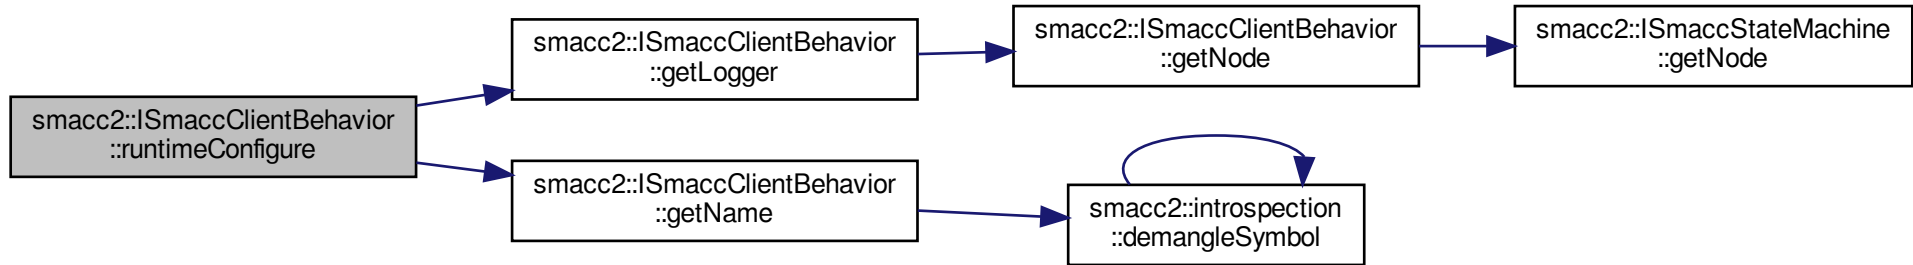 smacc2::ISmaccClientBehavior
::runtimeConfigure
smacc2::ISmaccClientBehavior
::getLogger
smacc2::ISmaccClientBehavior
::getNode
smacc2::ISmaccStateMachine
::getNode
smacc2::ISmaccClientBehavior
::getName
smacc2::introspection
::demangleSymbol